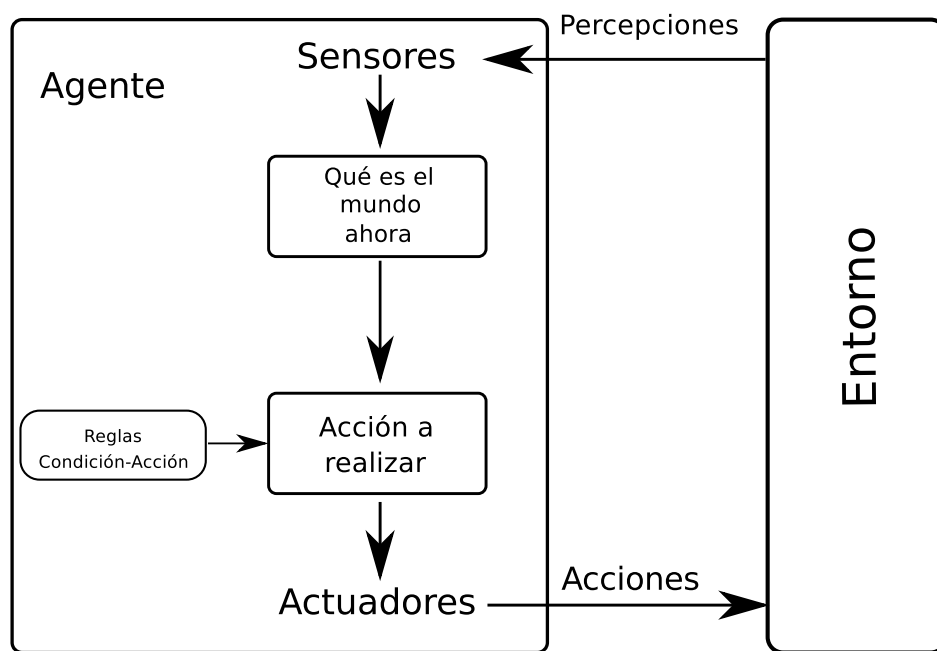 Percepciones
Sensores
Agente
Qué es el
mundo
ahora
Entorno
Acción a
realizar
Reglas
Condición-Acción
Acciones
Actuadores